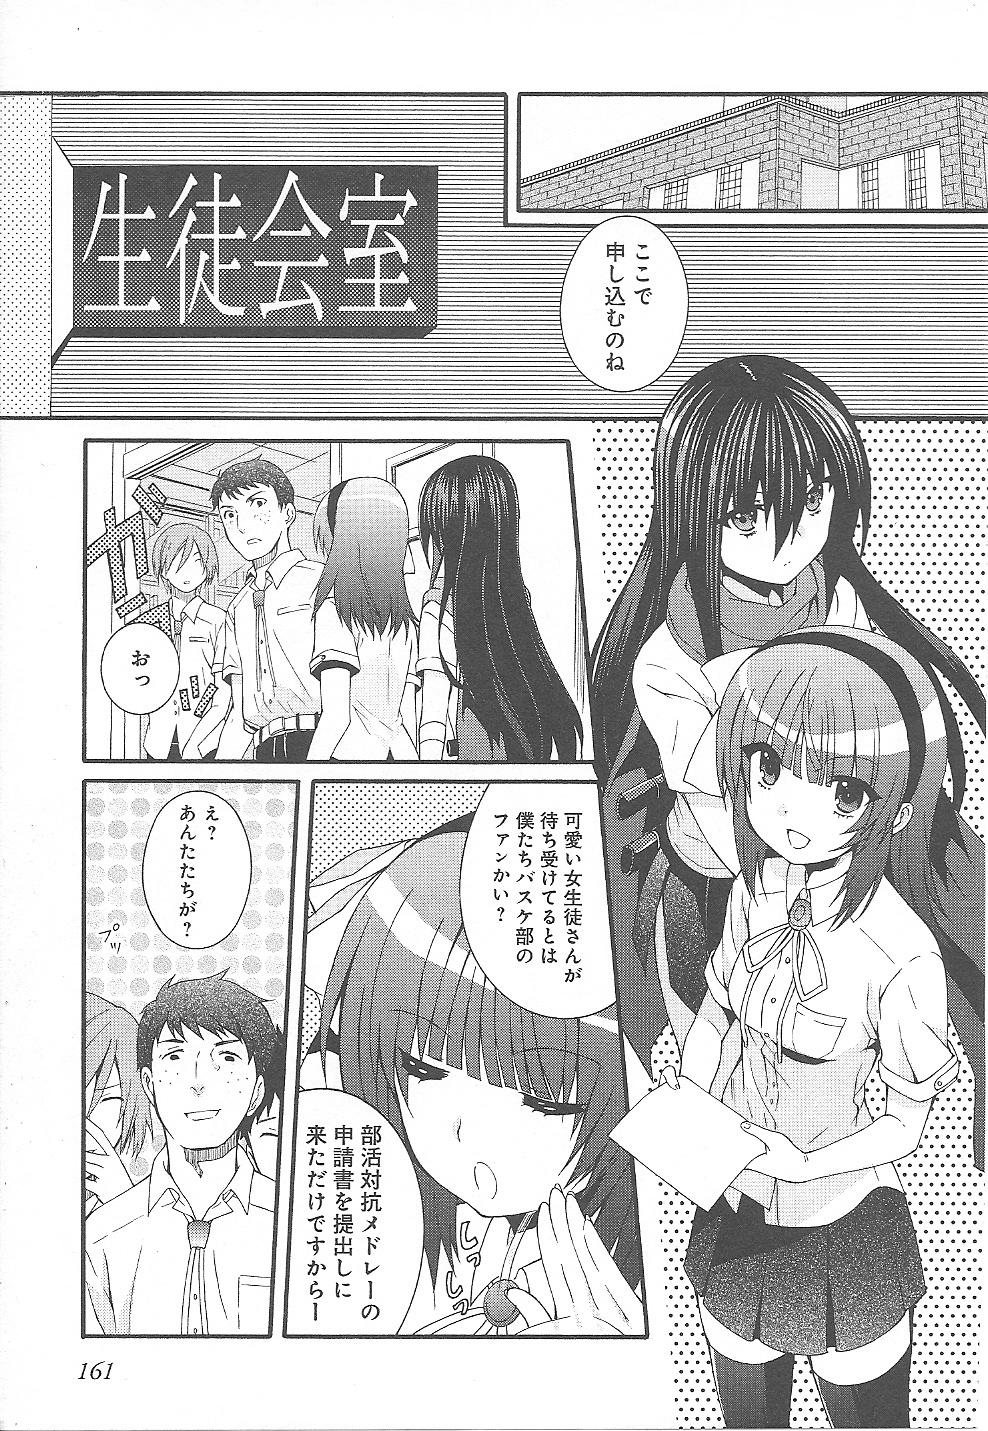 生徒会室
ここで
申し込むのね
ガラ
おっ
可愛い女生徒さんが
待ち受けてるとは
僕たちバスケ部の
ファンかい?
部活対抗メドレーの
申請書を提出しに
来ただけですからー
しっ
しっ
え?
あんたたちが?
プッ
161